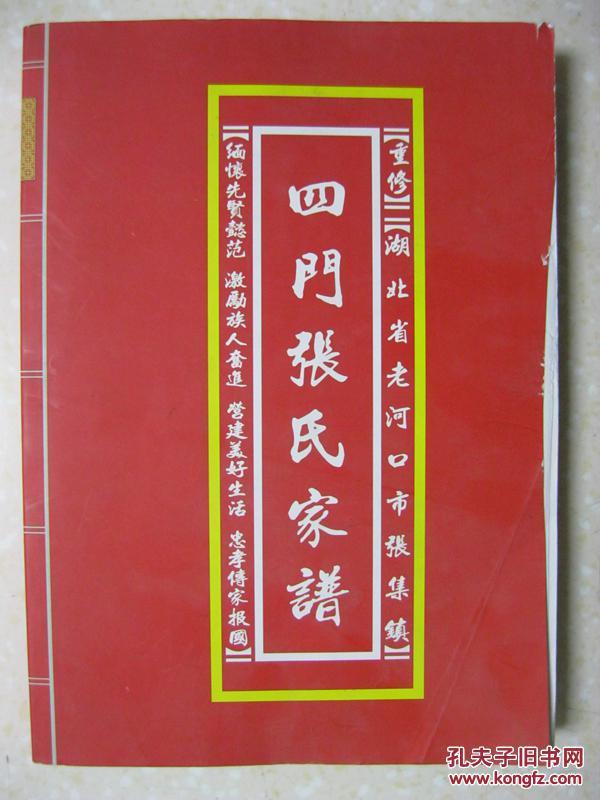 【重修】【湖北省老河口市張集鎮】
四門張氏家譜
【缅懷先賢懿范 激勵族人奮進 營建美好生活 忠孝傳家报國】
孔夫子旧书网
www.kongfz.com